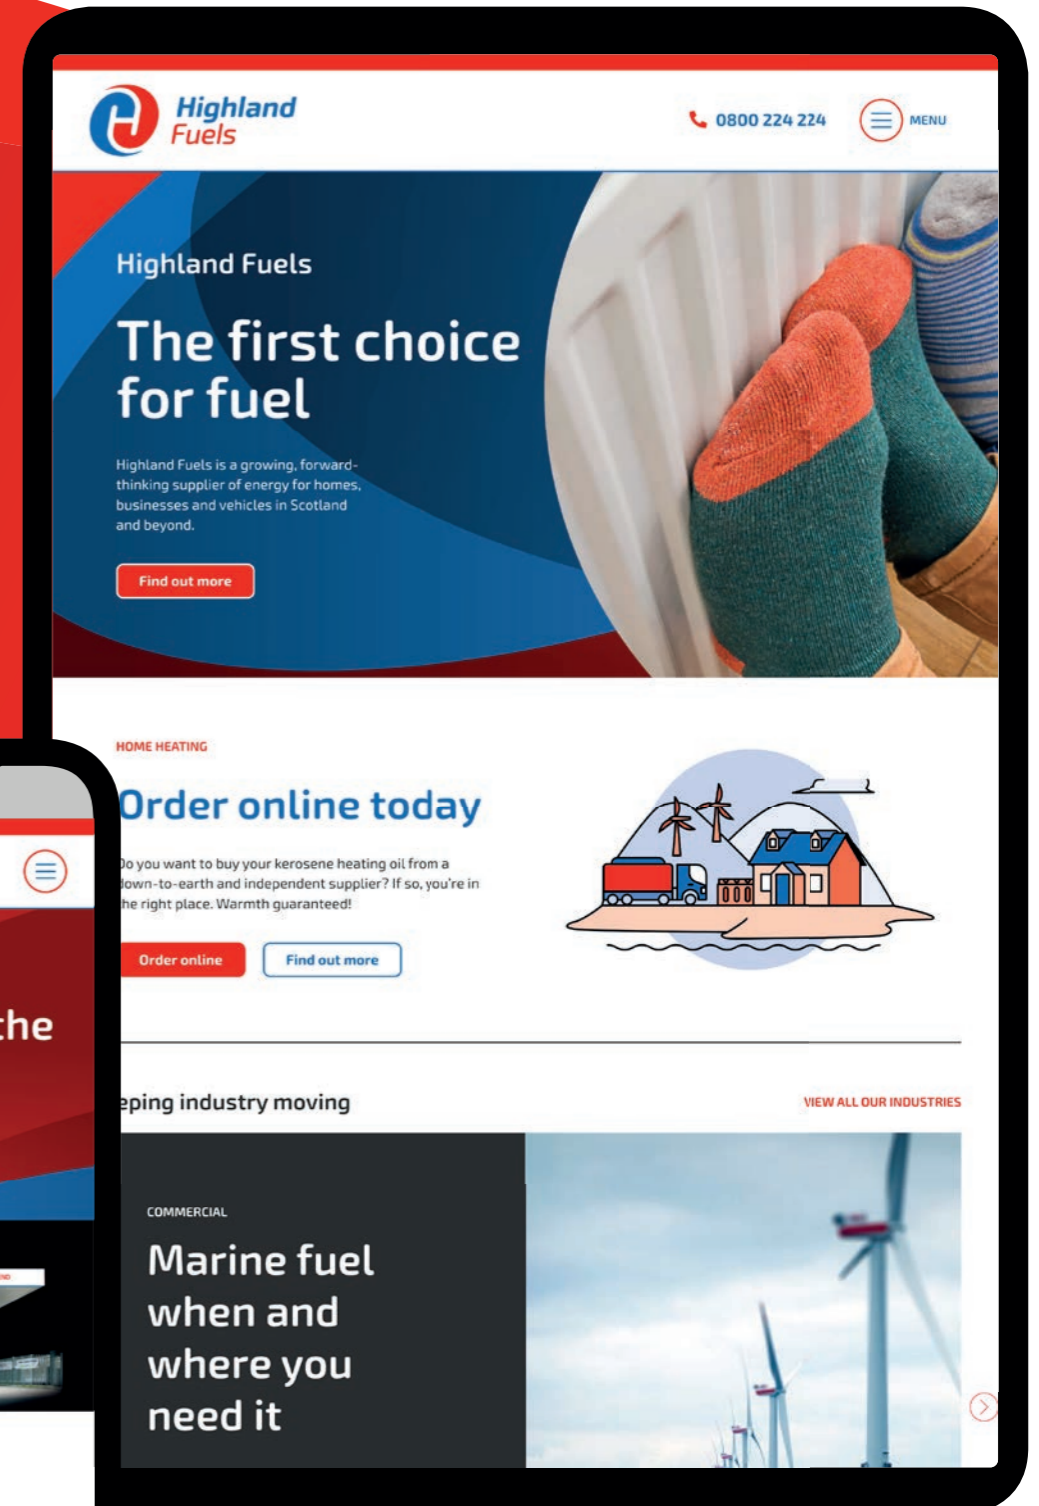 Highland
Fuels
0800 224 224
MENU
Highland Fuels
The first choice
for fuel
Highland Fuels is a growing, forward-
thinking supplier of energy for homes,
businesses and vehicles in Scotland
and beyond.
Find out more
HOME HEATING
Order online today
Do you want to buy your kerosene heating oil from a
down-to-earth and independent supplier? If so, you're in
the right place. Warmth guaranteed!
Order online
Find out more
the
eping industry moving
VIEW ALL OUR INDUSTRIES
COMMERCIAL
Marine fuel
when and
where you
need it